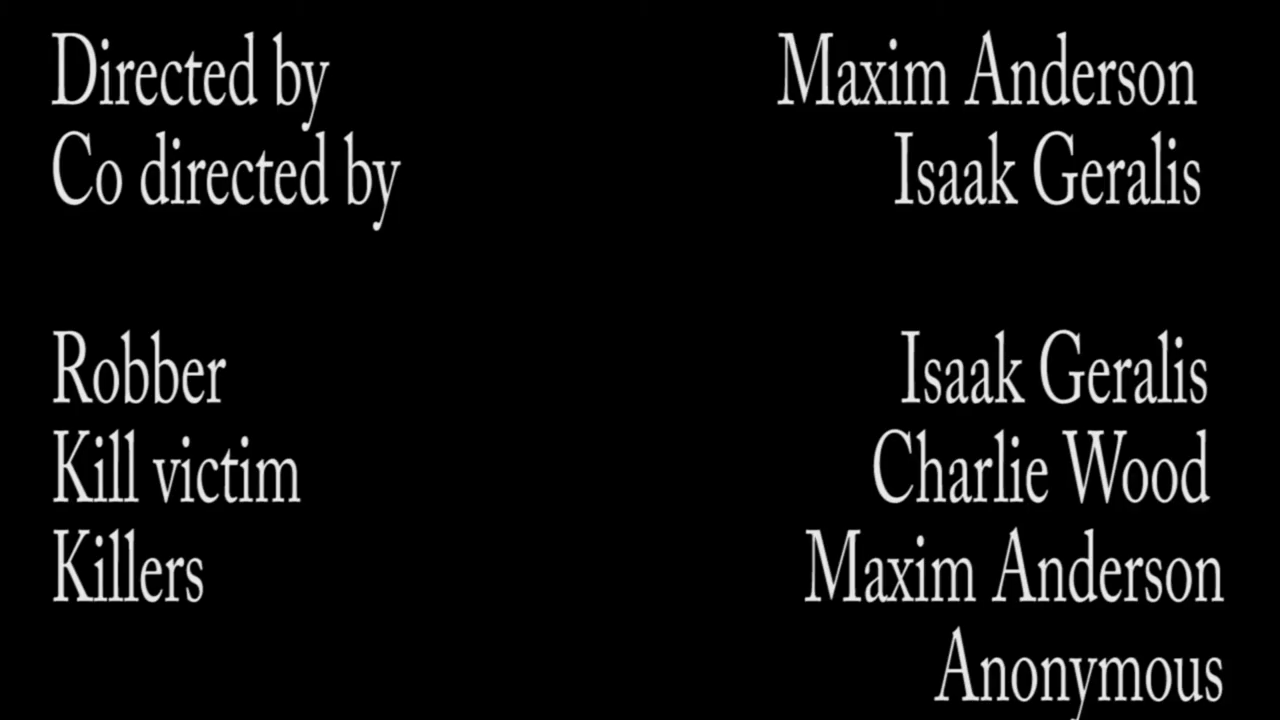 Directed by Maxim Anderson
Co directed by Isaak Geralis
Robber Isaak Geralis
Kill victim Charlie Wood
Killers Maxim Anderson
Anonymous